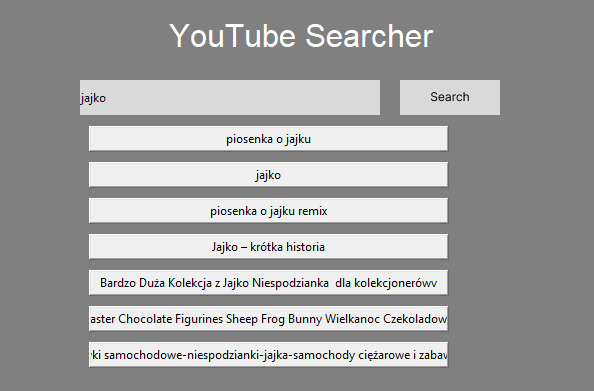 YouTube Searcher
jajko
Search
piosenka o jajku
jajko
piosenka o jajku remix
Jajko – krótka historia
Bardzo Duża Kolekcja z Jajko Niespodzianka  dla kolekcjonerówv
aster Chocolate Figurines Sheep Frog Bunny Wielkanoc Czekoladow
ki samochodowe-niespodzianki-jajka-samochody ciężarowe i zabaw